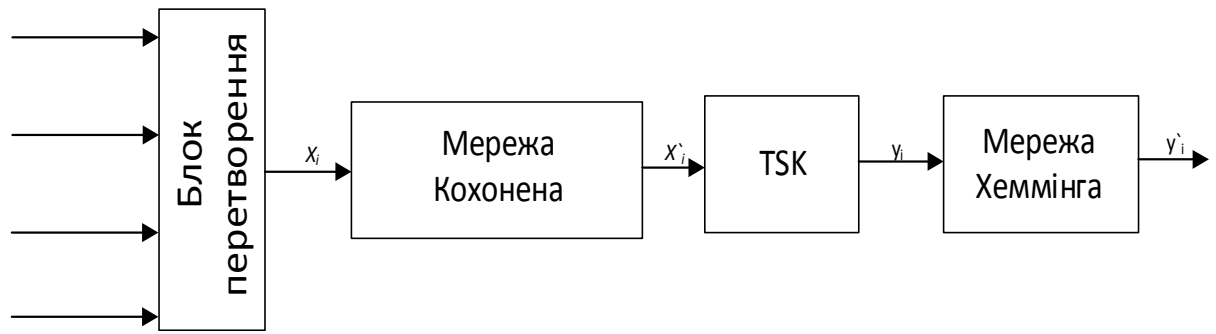 Блок
перетворення
Xi
Мережа
Кохонена
X`i
TSK
yi
Мережа
Хеммінга
y`i